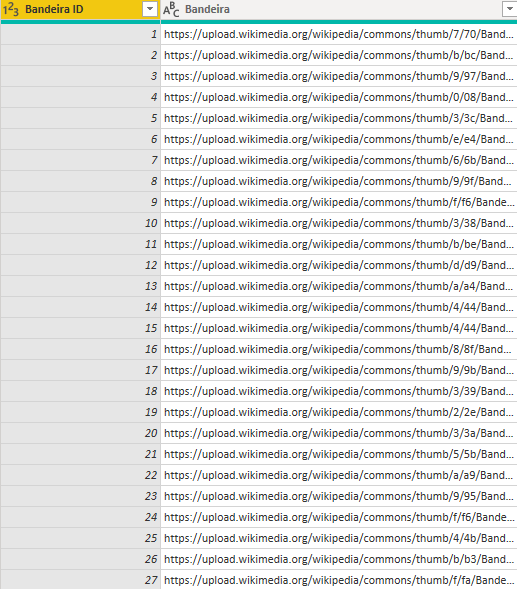 123 Bandeira ID ABC Bandeira
1 https://upload.wikimedia.org/wikipedia/commons/thumb/7/70/Band...
2 https://upload.wikimedia.org/wikipedia/commons/thumb/b/bc/Band...
3 https://upload.wikimedia.org/wikipedia/commons/thumb/9/97/Band...
4 https://upload.wikimedia.org/wikipedia/commons/thumb/0/08/Band...
5 https://upload.wikimedia.org/wikipedia/commons/thumb/3/3c/Band...
6 https://upload.wikimedia.org/wikipedia/commons/thumb/e/e4/Band...
7 https://upload.wikimedia.org/wikipedia/commons/thumb/6/6b/Band...
8 https://upload.wikimedia.org/wikipedia/commons/thumb/9/9f/Band...
9 https://upload.wikimedia.org/wikipedia/commons/thumb/f/f6/Bande...
10 https://upload.wikimedia.org/wikipedia/commons/thumb/3/38/Band...
11 https://upload.wikimedia.org/wikipedia/commons/thumb/b/be/Band...
12 https://upload.wikimedia.org/wikipedia/commons/thumb/d/d9/Band...
13 https://upload.wikimedia.org/wikipedia/commons/thumb/a/a4/Band...
14 https://upload.wikimedia.org/wikipedia/commons/thumb/4/44/Band...
15 https://upload.wikimedia.org/wikipedia/commons/thumb/4/44/Band...
16 https://upload.wikimedia.org/wikipedia/commons/thumb/8/8f/Band...
17 https://upload.wikimedia.org/wikipedia/commons/thumb/9/9b/Band...
18 https://upload.wikimedia.org/wikipedia/commons/thumb/3/39/Band...
19 https://upload.wikimedia.org/wikipedia/commons/thumb/2/2e/Band...
20 https://upload.wikimedia.org/wikipedia/commons/thumb/3/3a/Band...
21 https://upload.wikimedia.org/wikipedia/commons/thumb/5/5b/Band...
22 https://upload.wikimedia.org/wikipedia/commons/thumb/a/a9/Band...
23 https://upload.wikimedia.org/wikipedia/commons/thumb/9/95/Band...
24 https://upload.wikimedia.org/wikipedia/commons/thumb/f/f6/Bande...
25 https://upload.wikimedia.org/wikipedia/commons/thumb/4/4b/Band...
26 https://upload.wikimedia.org/wikipedia/commons/thumb/b/b3/Band...
27 https://upload.wikimedia.org/wikipedia/commons/thumb/f/fa/Bande...